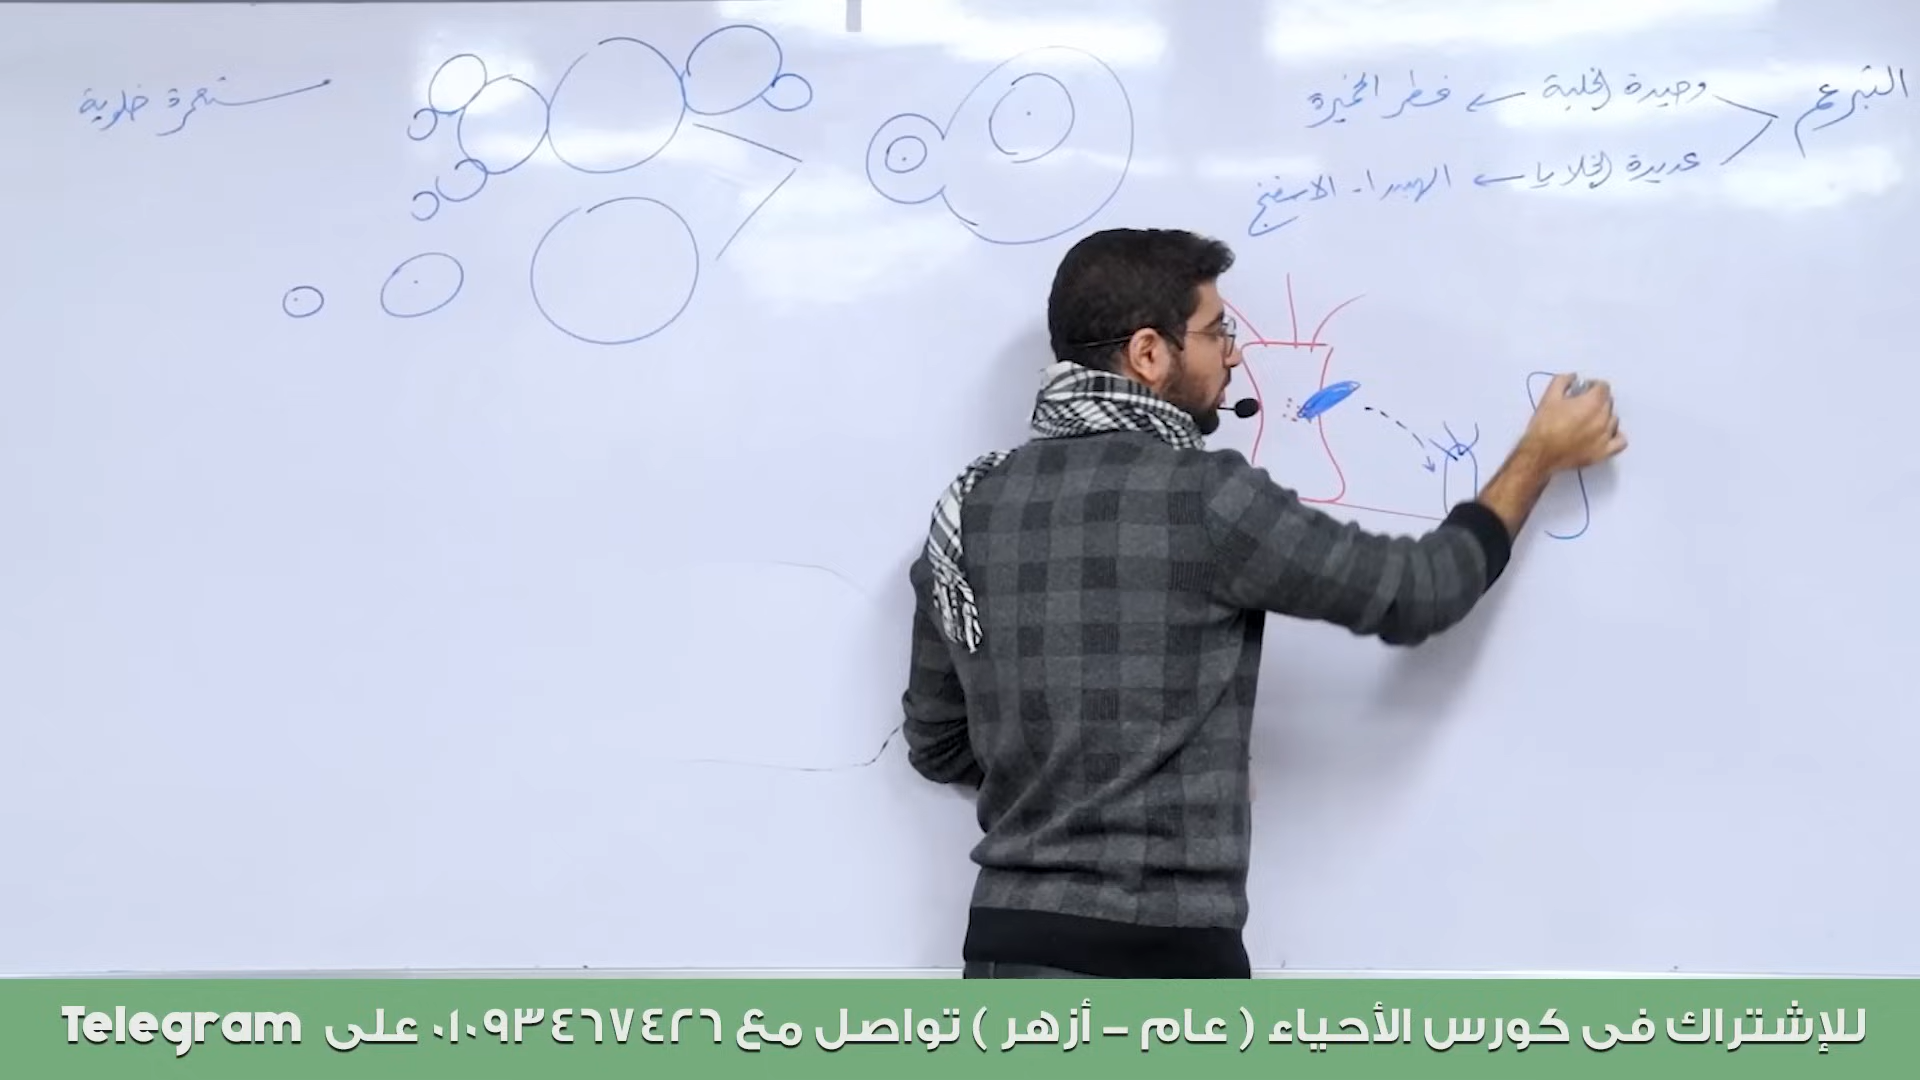 التبرعم
وحيدة الخلية ← فطر الخميرة
عديدة الخلايا ← الهيدرا - الاسفنج
مستعمرة خلوية
للإشتراك فى كورس الأحياء ( عام - أزهر ) تواصل مع ٠١٠٩٣٤٦٧٤٢٦ على Telegram